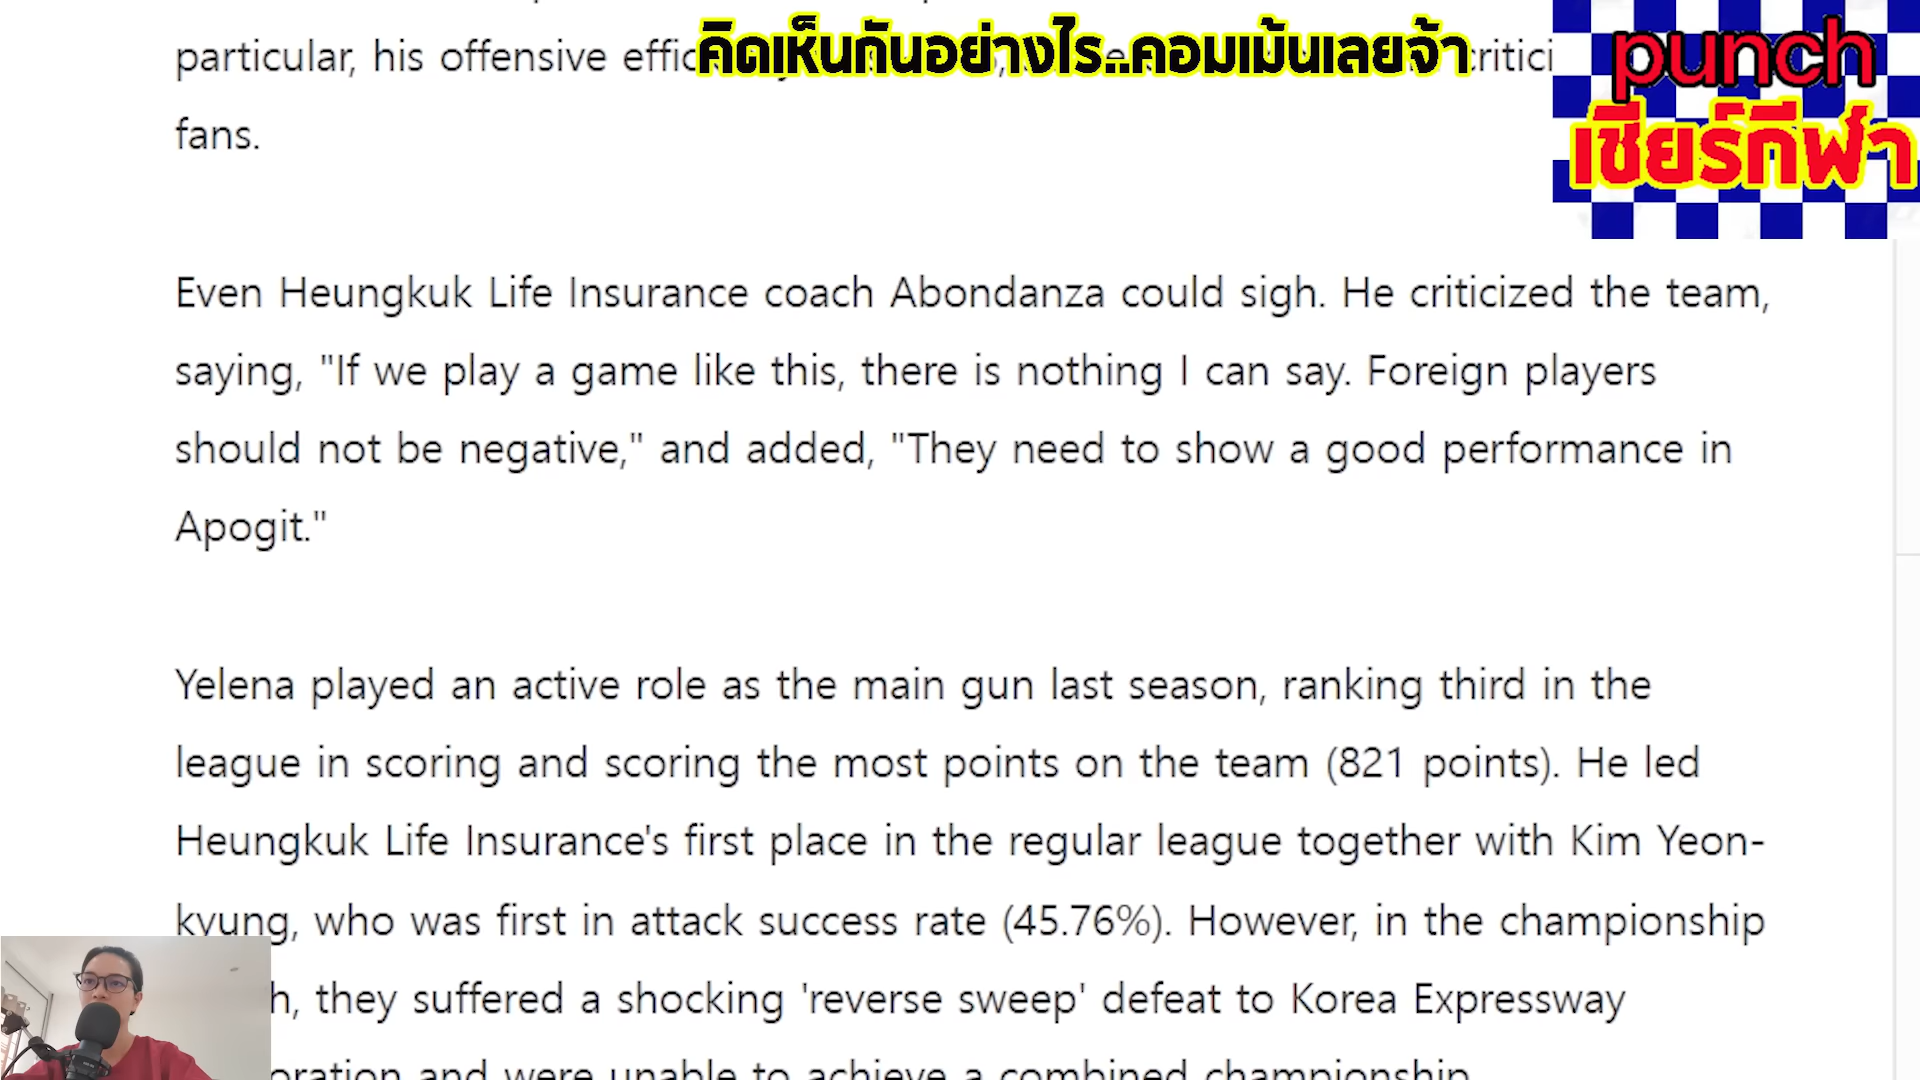 คิดเห็นกันอย่างไร..คอมเม้นเลยจ้า
punch
เชียร์กีฬา
particular, his offensive
fans.
Even Heungkuk Life Insurance coach Abondanza could sigh. He criticized the team,
saying, "If we play a game like this, there is nothing I can say. Foreign players
should not be negative," and added, "They need to show a good performance in
Apogit."
Yelena played an active role as the main gun last season, ranking third in the
league in scoring and scoring the most points on the team (821 points). He led
Heungkuk Life Insurance's first place in the regular league together with Kim Yeon-
kyung, who was first in attack success rate (45.76%). However, in the championship
they suffered a shocking 'reverse sweep' defeat to Korea Expressway
and were unable to achieve a combined championship